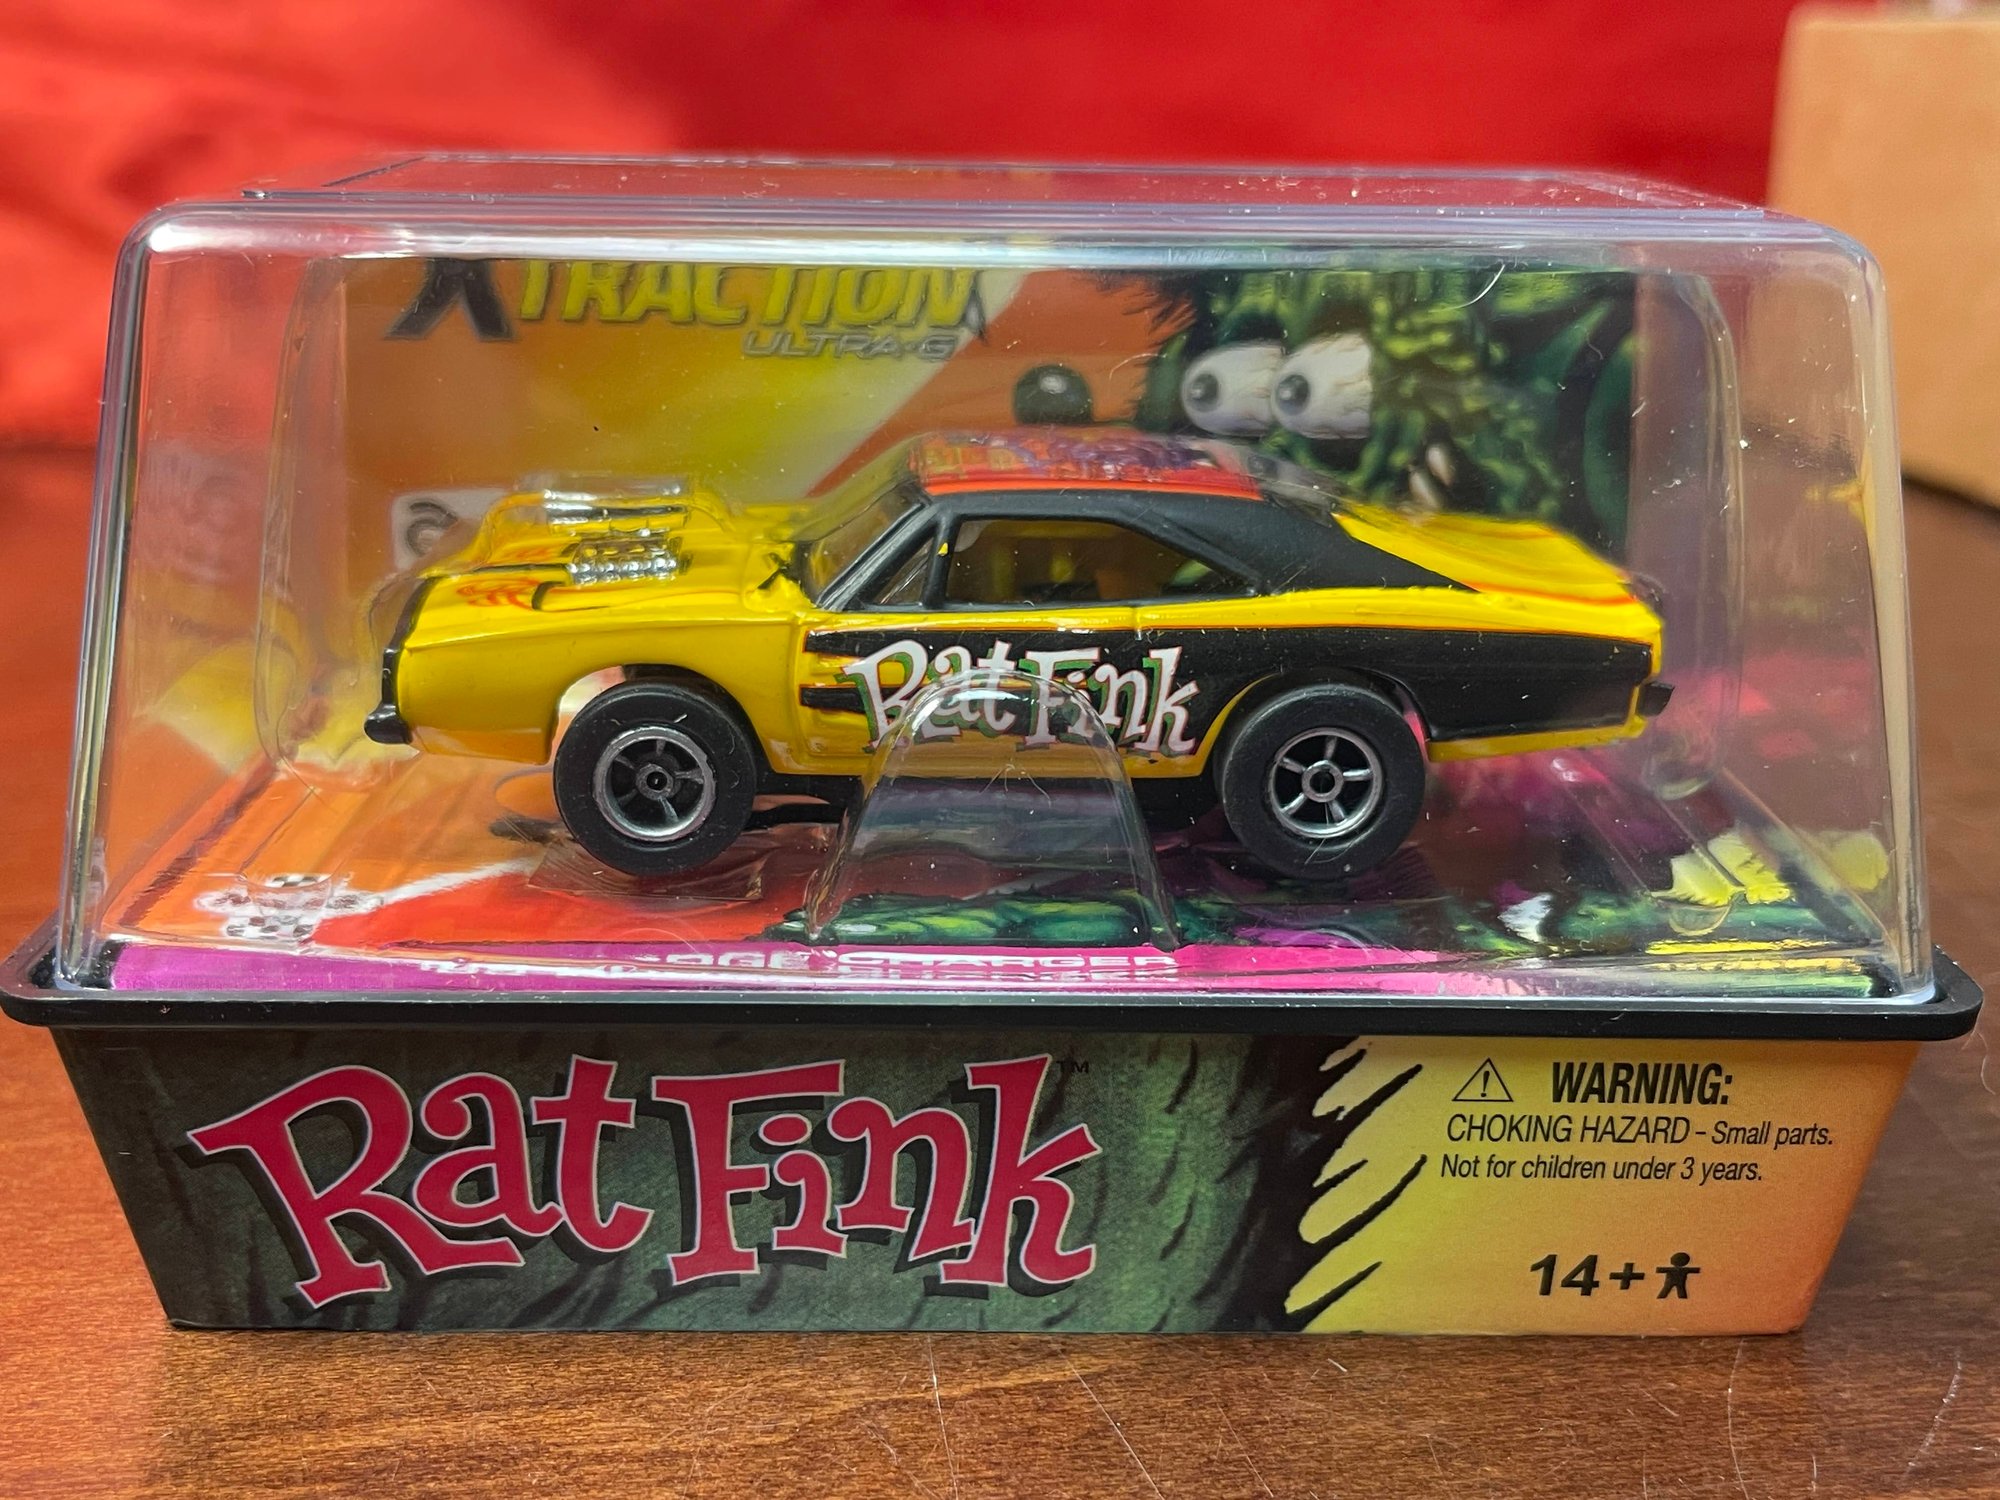 XTRACTION
ULTRA-G
Rat Fink
CHARGER
Rat Fink™
⚠ WARNING:
CHOKING HAZARD – Small parts.
Not for children under 3 years.
14+